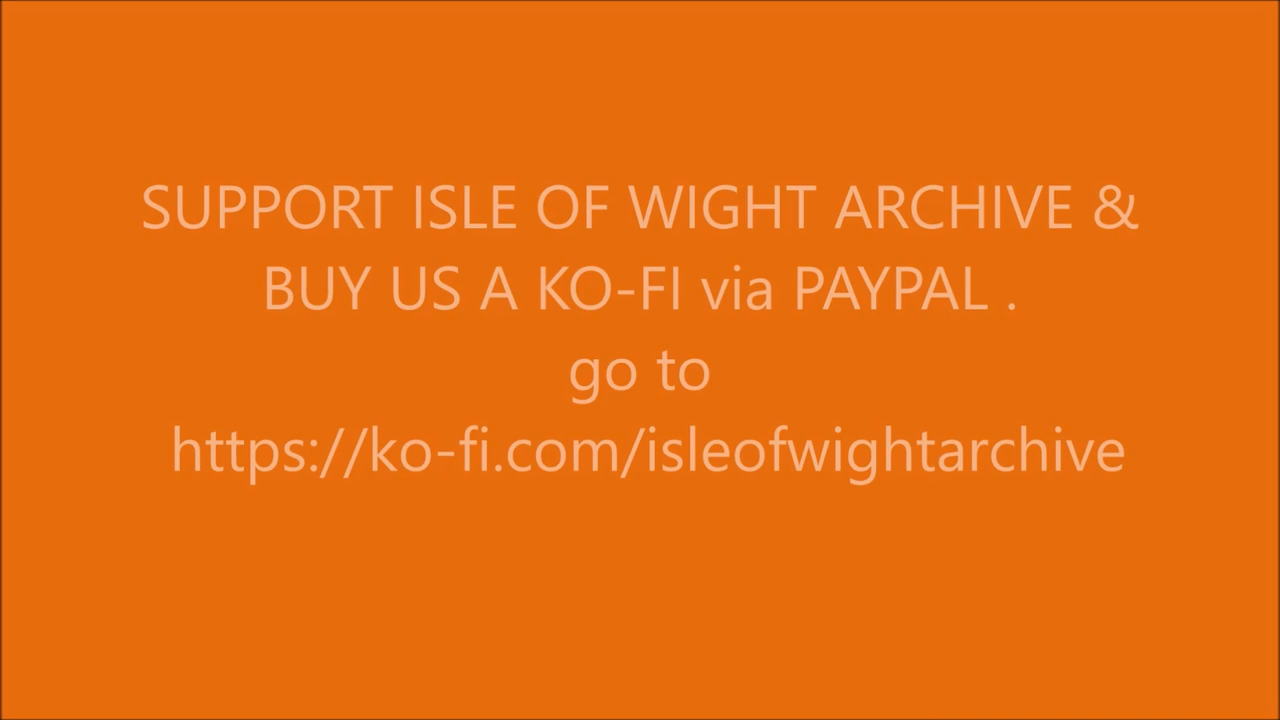 SUPPORT ISLE OF WIGHT ARCHIVE &
BUY US A KO-FI via PAYPAL .
go to
https://ko-fi.com/isleofwightarchive